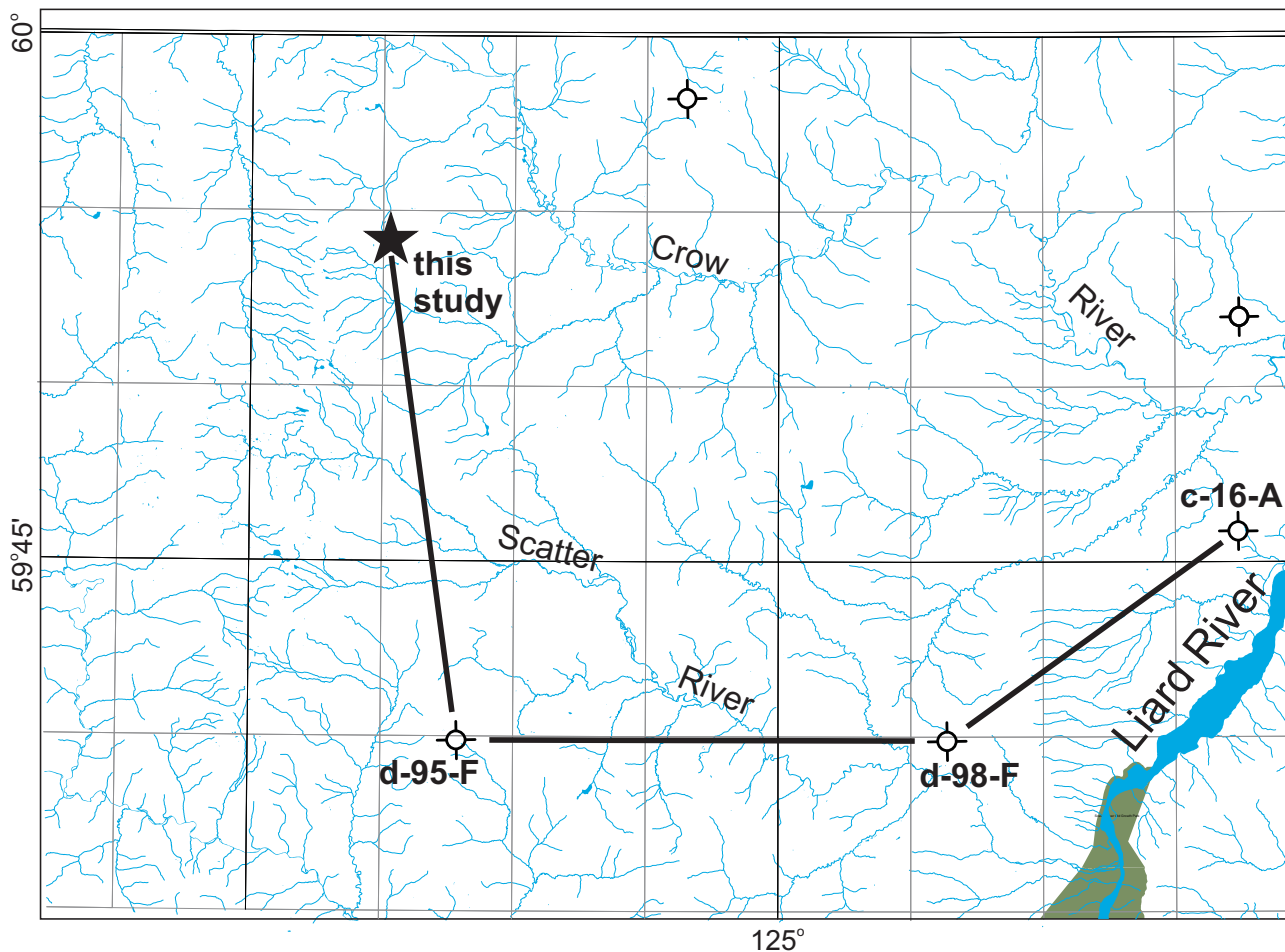 60°
this
study
Crow
River
c-16-A
59°45'
Scatter
River
Liard River
d-95-F
d-98-F
125°